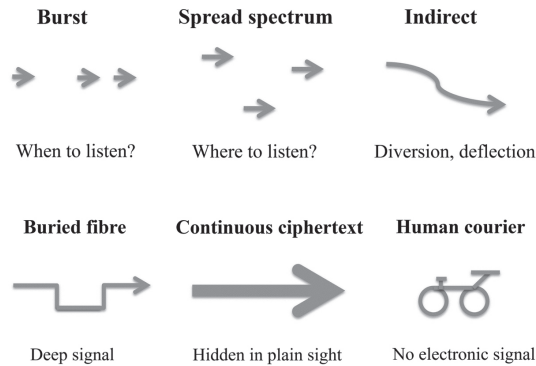 Burst
Spread spectrum
Indirect
When to listen?
Where to listen?
Diversion, deflection
Buried fibre
Continuous ciphertext
Human courier
Deep signal
Hidden in plain sight
No electronic signal